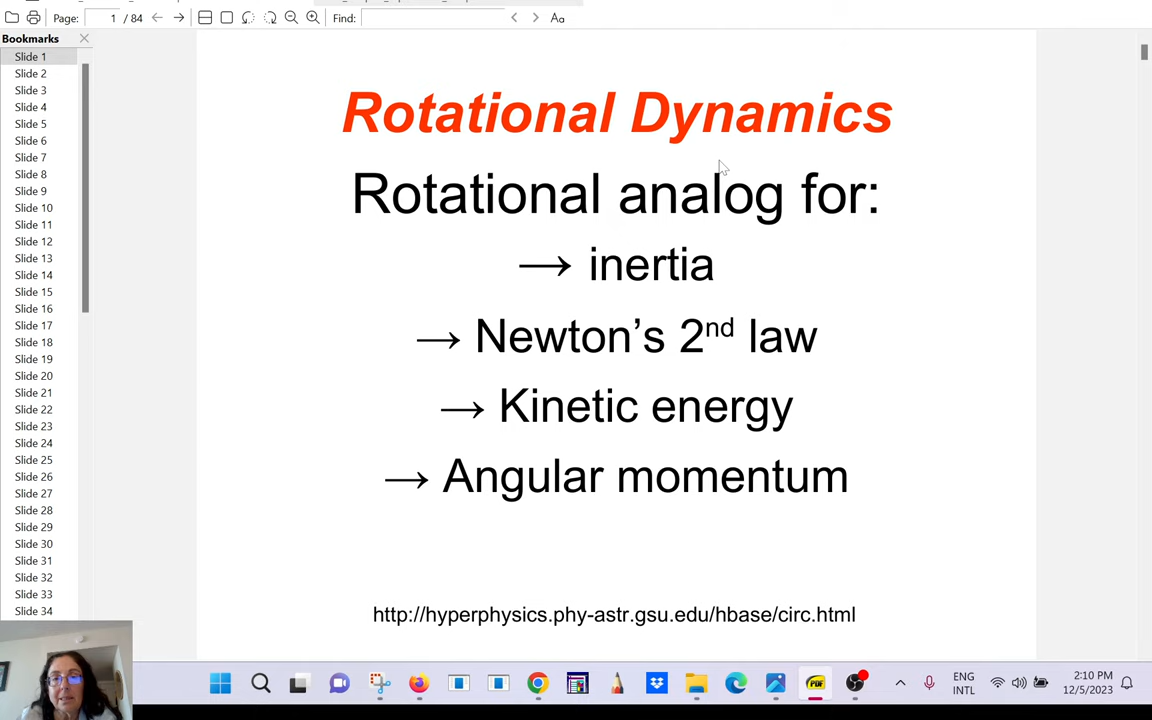 Page: 1 / 84 Find: Aa
Bookmarks
Slide 1
Slide 2
Slide 3
Slide 4
Slide 5
Slide 6
Slide 7
Slide 8
Slide 9
Slide 10
Slide 11
Slide 12
Slide 13
Slide 14
Slide 15
Slide 16
Slide 17
Slide 18
Slide 19
Slide 20
Slide 21
Slide 22
Slide 23
Slide 24
Slide 25
Slide 26
Slide 27
Slide 28
Slide 29
Slide 30
Slide 31
Slide 32
Slide 33
Slide 34
Rotational Dynamics
Rotational analog for:
→ inertia
→ Newton’s 2nd law
→ Kinetic energy
→ Angular momentum
http://hyperphysics.phy-astr.gsu.edu/hbase/circ.html
PDF
ENG
INTL
2:10 PM
12/5/2023